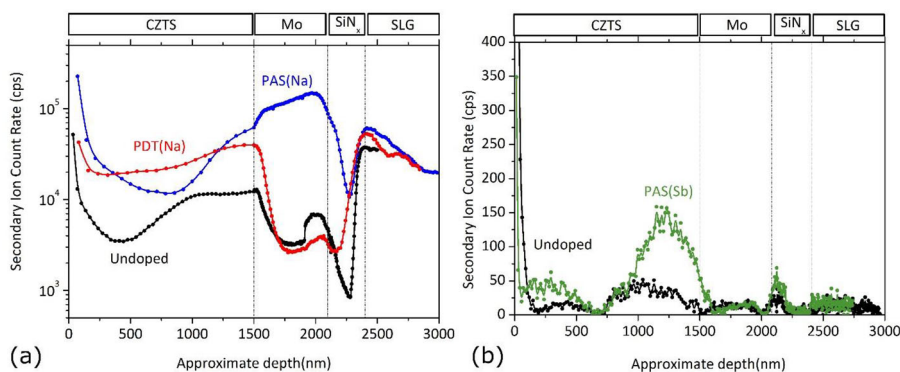 CZTS Mo SiNx SLG
Secondary Ion Count Rate (cps)
10^5
10^4
10^3
PAS(Na)
PDT(Na)
Undoped
0 500 1000 1500 2000 2500 3000
Approximate depth(nm)
(a)
CZTS Mo SiNx SLG
Secondary Ion Count Rate (cps)
400
350
300
250
200
150
100
50
0
PAS(Sb)
Undoped
0 500 1000 1500 2000 2500 3000
Approximate depth(nm)
(b)